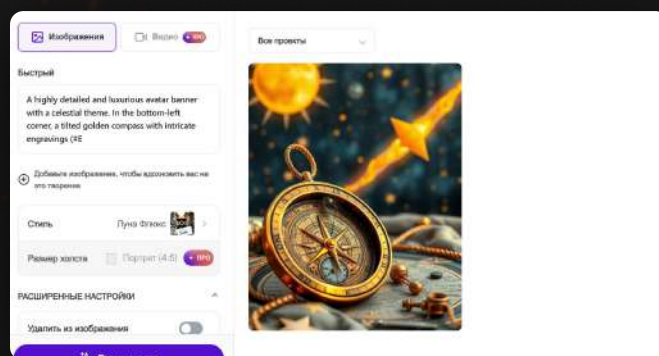 Изображения
Видео
ПРО
Все проекты
Быстрый
A highly detailed and luxurious avatar banner
with a celestial theme. In the bottom-left
corner, a tilted golden compass with intricate
engravings (#E
Добавьте изображение, чтобы вдохновить вас на
это творение
Стиль
Луна Флюкс
Размер холста
Портрет (4:5)
ПРО
РАСШИРЕННЫЕ НАСТРОЙКИ
Удалить из изображения